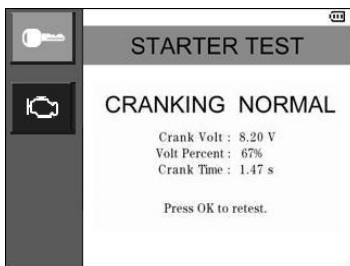 STARTER TEST
CRANKING NORMAL
Crank Volt : 8.20 V
Volt Percent : 67%
Crank Time : 1.47 s
Press OK to retest.